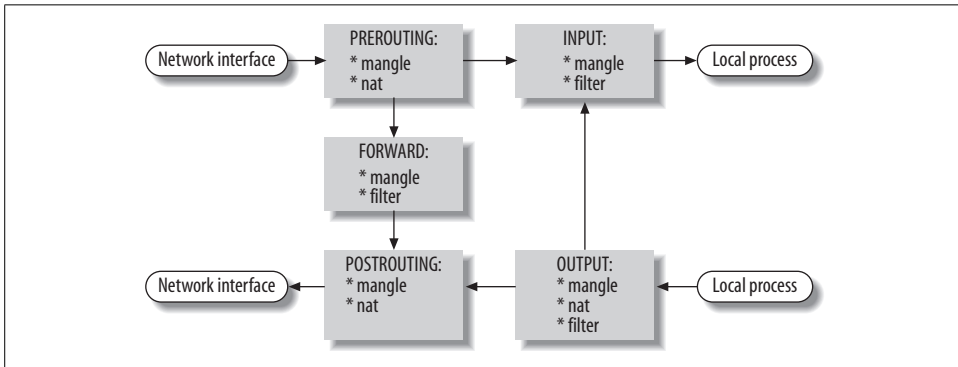 Network interface
PREROUTING:
* mangle
* nat
INPUT:
* mangle
* filter
Local process
FORWARD:
* mangle
* filter
Network interface
POSTROUTING:
* mangle
* nat
OUTPUT:
* mangle
* nat
* filter
Local process